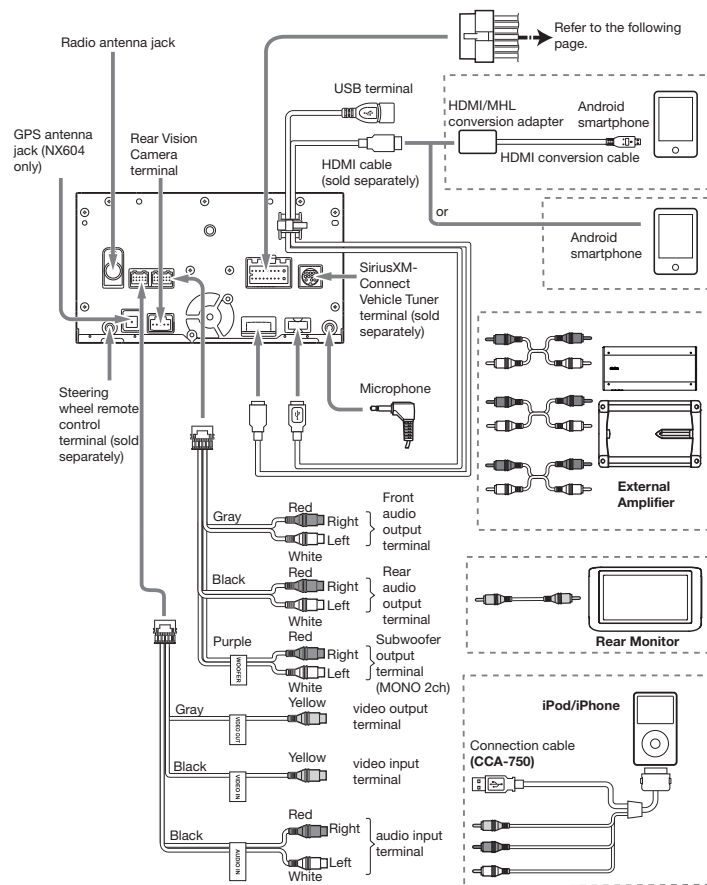 Refer to the following
page.
Radio antenna jack
USB terminal
HDMI/MHL
conversion adapter
Android
smartphone
GPS antenna
jack (NX604
only)
Rear Vision
Camera
terminal
HDMI cable
(sold separately)
HDMI conversion cable
or
Android
smartphone
SiriusXM-
Connect
Vehicle Tuner
terminal (sold
separately)
Steering
wheel remote
control
terminal (sold
separately)
Microphone
External
Amplifier
Gray
Red
Right
Left
White
Front
audio
output
terminal
Black
Red
Right
Left
White
Rear
audio
output
terminal
Rear Monitor
Purple
WOOFER
Red
Right
Left
White
Subwoofer
output
terminal
(MONO 2ch)
Gray
VIDEO OUT
Yellow
video output
terminal
Black
VIDEO IN
Yellow
video input
terminal
Black
AUDIO IN
Red
Right
Left
White
audio input
terminal
iPod/iPhone
Connection cable
(CCA-750)